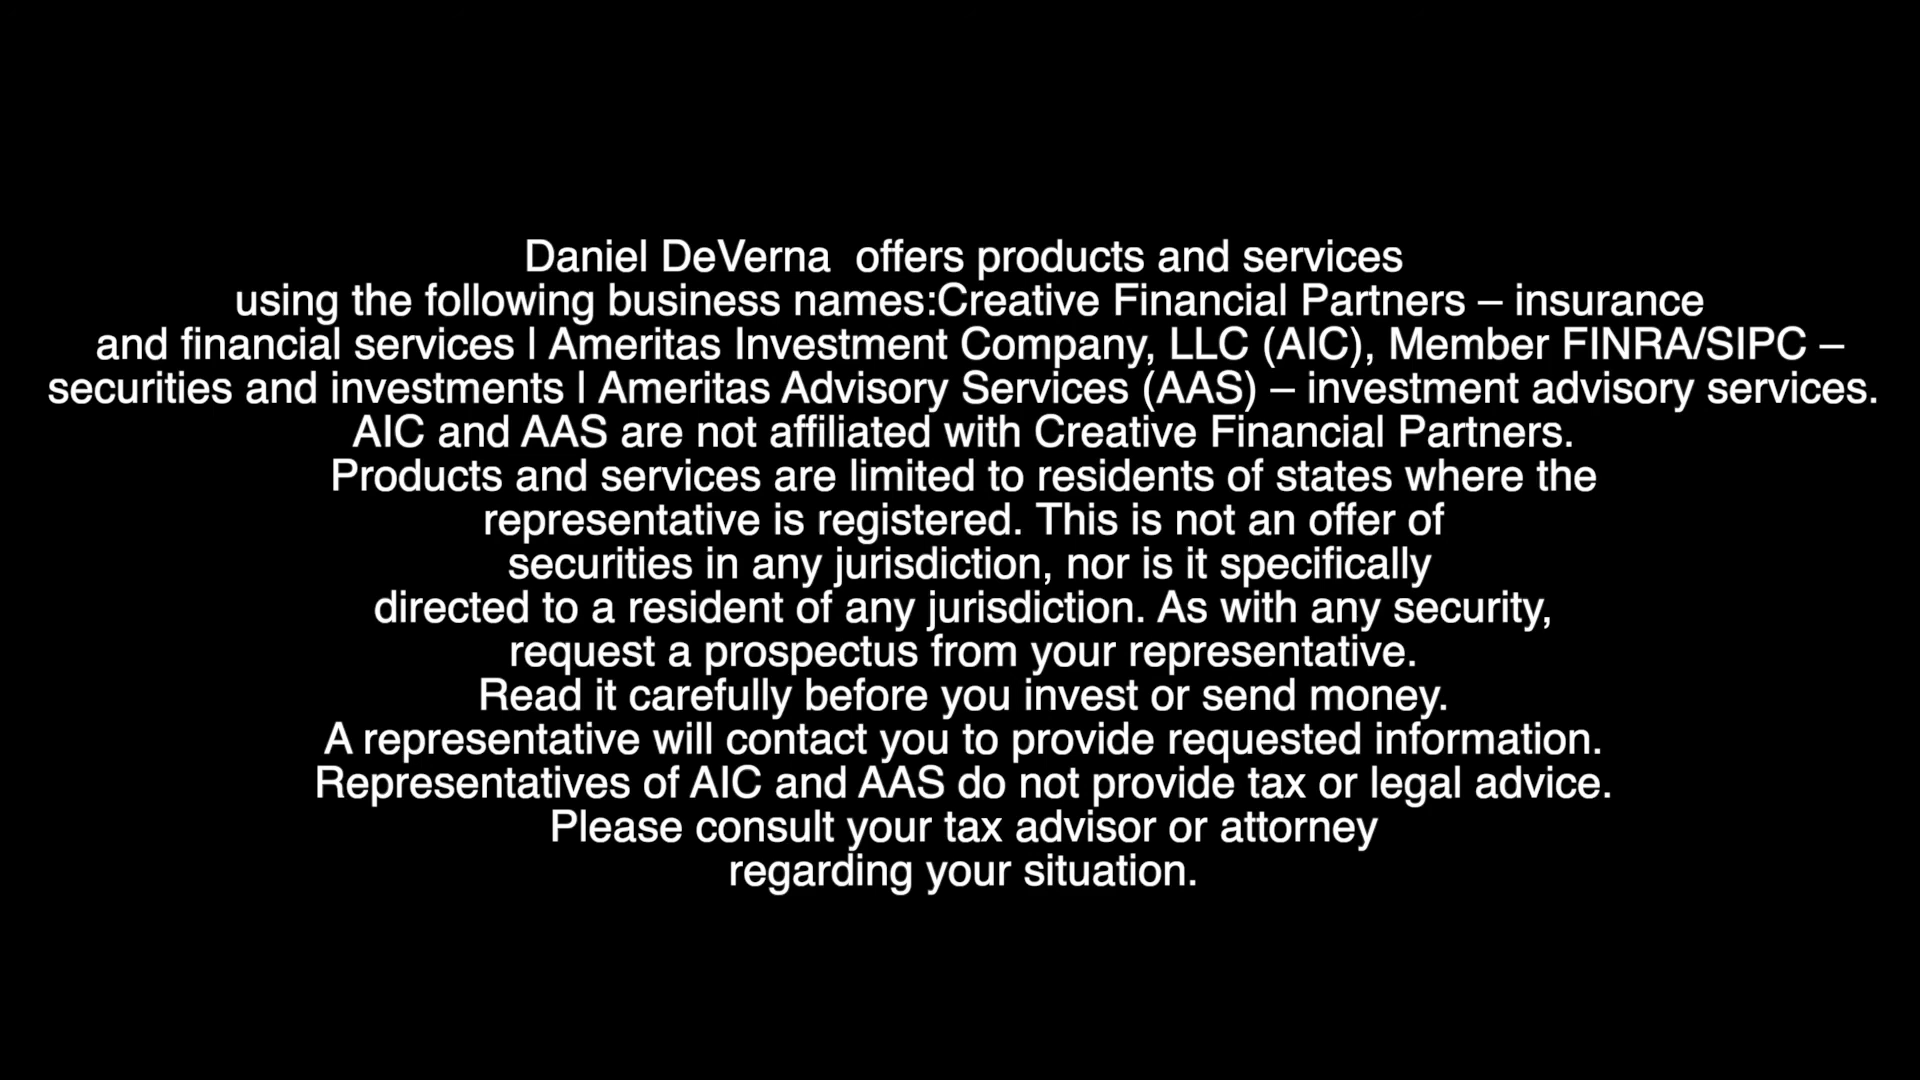 Daniel DeVerna  offers products and services
using the following business names:Creative Financial Partners – insurance
and financial services | Ameritas Investment Company, LLC (AIC), Member FINRA/SIPC –
securities and investments | Ameritas Advisory Services (AAS) – investment advisory services.
AIC and AAS are not affiliated with Creative Financial Partners.
Products and services are limited to residents of states where the
representative is registered. This is not an offer of
securities in any jurisdiction, nor is it specifically
directed to a resident of any jurisdiction. As with any security,
request a prospectus from your representative.
Read it carefully before you invest or send money.
A representative will contact you to provide requested information.
Representatives of AIC and AAS do not provide tax or legal advice.
Please consult your tax advisor or attorney
regarding your situation.